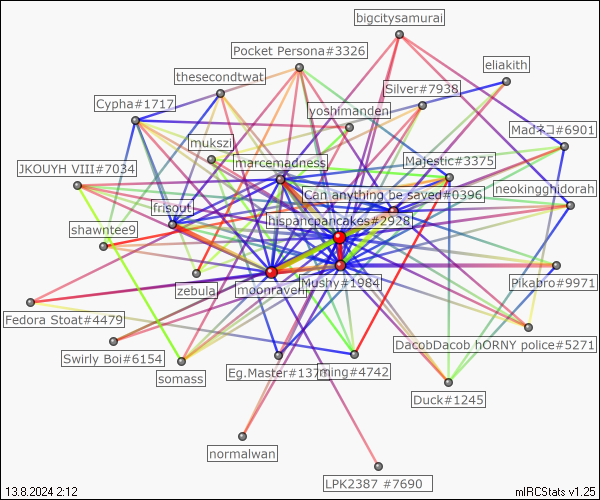 bigcitysamurai
Pocket Persona#3326
eliakith
thesecondtwat
Silver#7938
Cypha#1717
yoshimanden
Madネコ#6901
mukszi
marcemadness
Majestic#3375
JKOUYH VIII#7034
Can anything be saved#0396
neokingghidorah
frisout
hispancpancakes#2928
shawntee9
zebula
moonraven
Mushy#1984
Plkabro#9971
Fedora Stoat#4479
DacobDacob hORNY police#5271
Swirly Boi#6154
somass
Eg.Master#137
ming#4742
Duck#1245
normalwan
LPK2387 #7690
13.8.2024 2:12
mIRCStats v1.25